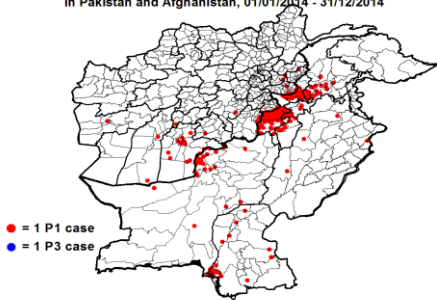 in Pakistan and Afghanistan, 01/01/2014 - 31/12/2014
= 1 P1 case
= 1 P3 case